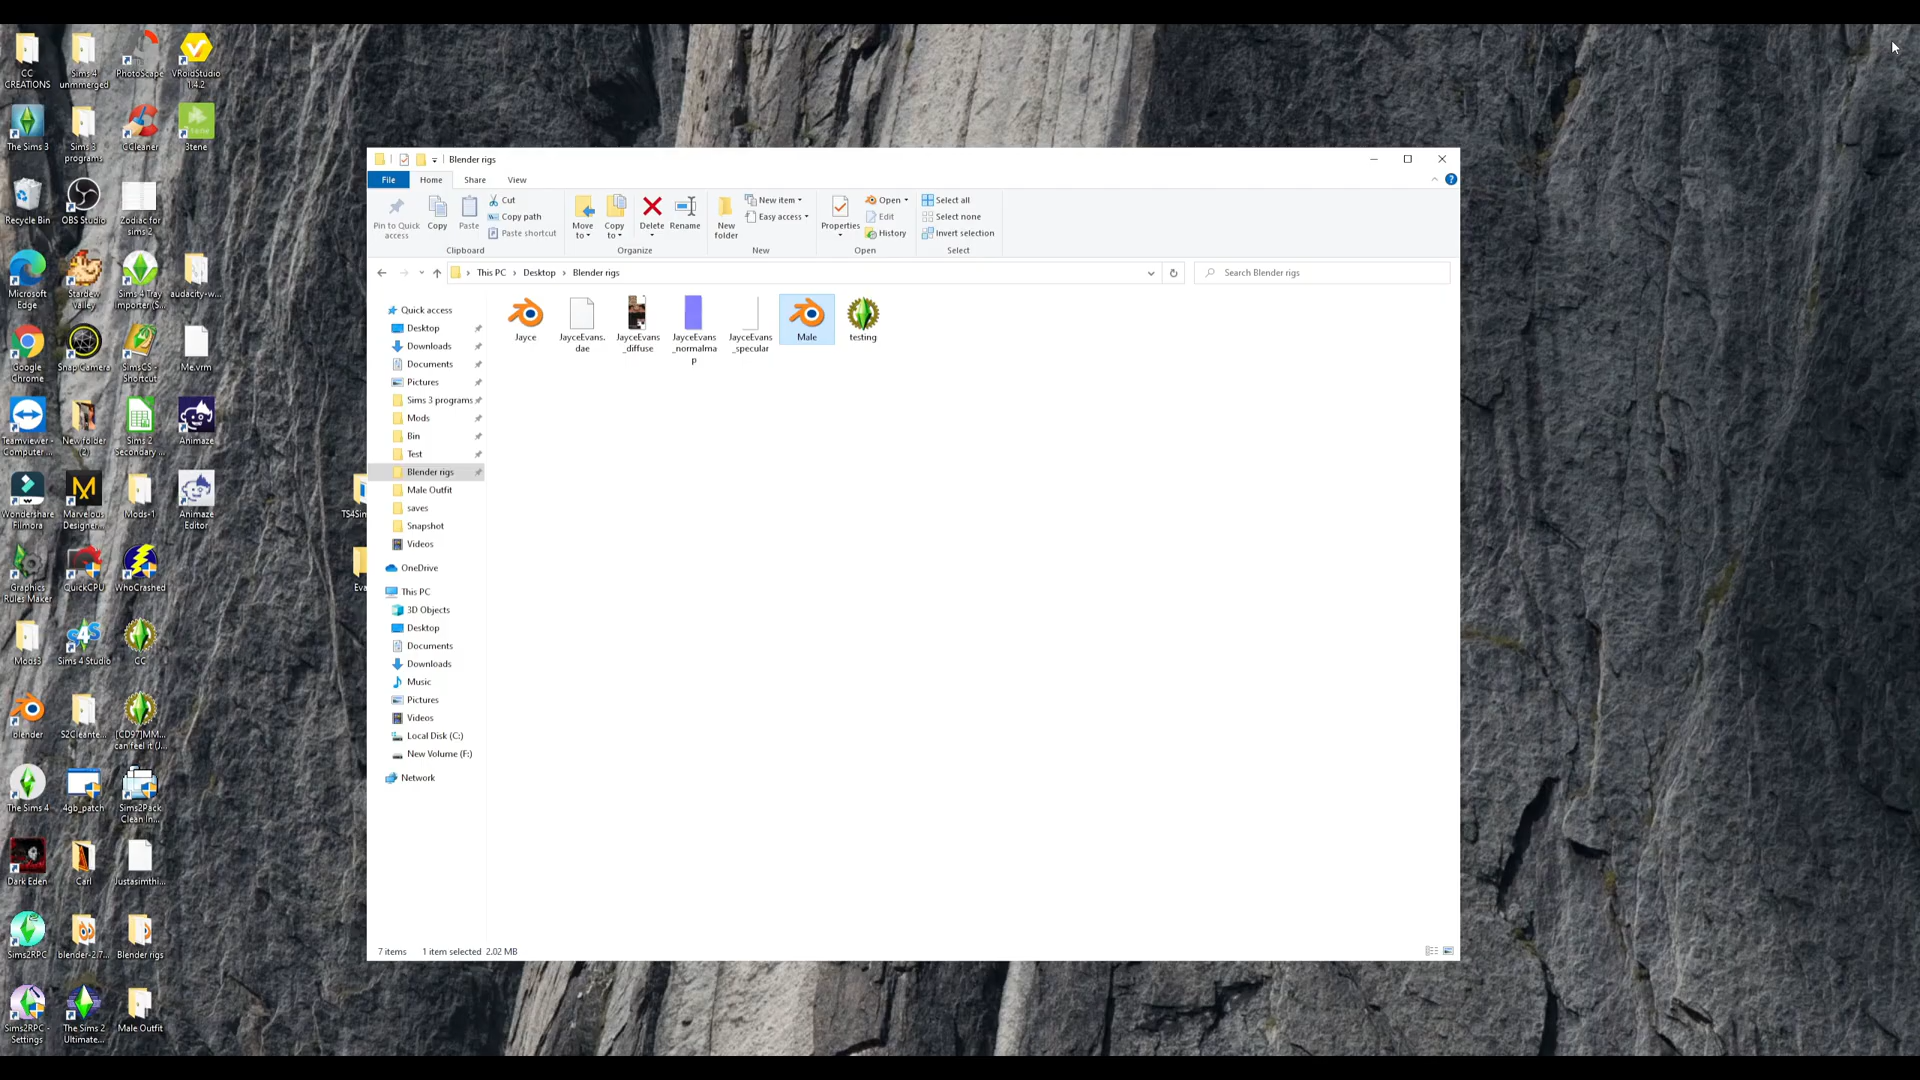 CC
CREATIONS
Sims 4
unmmerged
PhotoScape
VRoidStudio
1.4.2
The Sims 3
Sims 3
programs
CCleaner
3tene
Recycle Bin
OBS Studio
Zodiac for
sims 2
Microsoft
Edge
Stardew
Valley
Sims 4 Tray
Importer (S...
audacity-w...
Google
Chrome
Snap Camera
SimsCS -
Shortcut
Me.vrm
Teamviewer -
Computer ...
New folder
(2)
Sims 2
Secondary ...
Animaze
Wondershare
Filmora
Marvelous
Designer...
Mods-1
Animaze
Editor
Graphics
Rules Maker
QuickCPU
WhoCrashed
Mods3
Sims 4 Studio
CC
blender
S2Cleante...
[CD97]MM...
can feel it (J...
The Sims 4
4gb_patch
Sims2Pack
Clean In...
Dark Eden
Carl
Justasimthi...
Sims2RPC
blender-2.7...
Blender rigs
Sims2RPC -
Settings
The Sims 2
Ultimate...
Male Outfit
TS4Sim
Eva
Blender rigs
File
Home
Share
View
Pin to Quick
access
Copy
Paste
Cut
Copy path
Paste shortcut
Clipboard
Move
to
Copy
to
Delete
Rename
Organize
New
folder
New item
Easy access
New
Properties
Open
Edit
History
Open
Select all
Select none
Invert selection
Select
This PC > Desktop > Blender rigs
Search Blender rigs
Quick access
Desktop
Downloads
Documents
Pictures
Sims 3 programs
Mods
Bin
Test
Blender rigs
Male Outfit
saves
Snapshot
Videos
OneDrive
This PC
3D Objects
Desktop
Documents
Downloads
Music
Pictures
Videos
Local Disk (C:)
New Volume (F:)
Network
Jayce
JayceEvans.
dae
JayceEvans
_diffuse
JayceEvans
_normalma
p
JayceEvans
_specular
Male
testing
7 items
1 item selected 2.02 MB